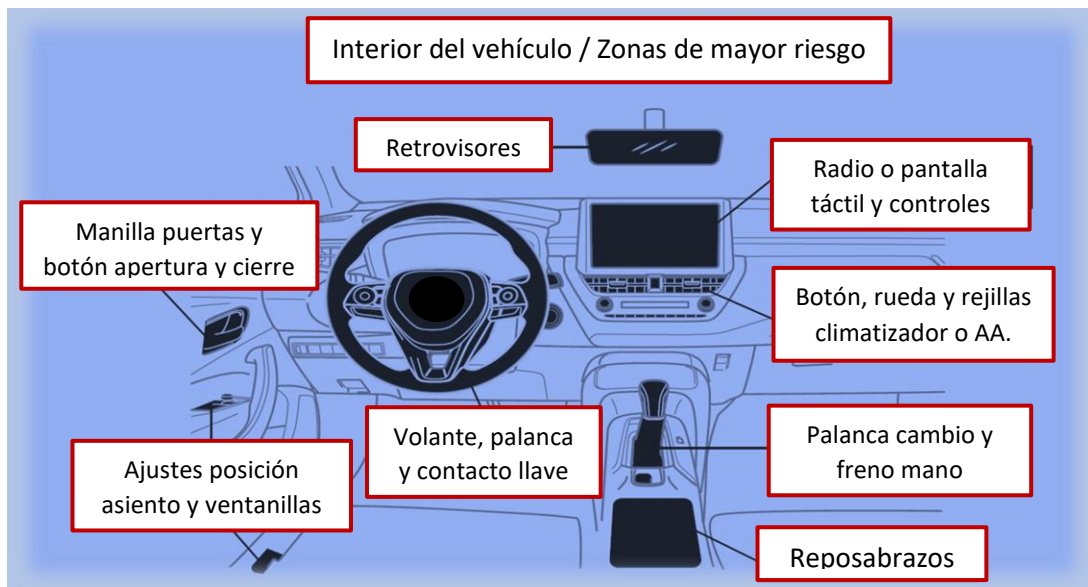 Interior del vehículo / Zonas de mayor riesgo
Retrovisores
Radio o pantalla
táctil y controles
Manilla puertas y
botón apertura y cierre
Botón, rueda y rejillas
climatizador o AA.
Volante, palanca
y contacto llave
Palanca cambio y
freno mano
Ajustes posición
asiento y ventanillas
Reposabrazos